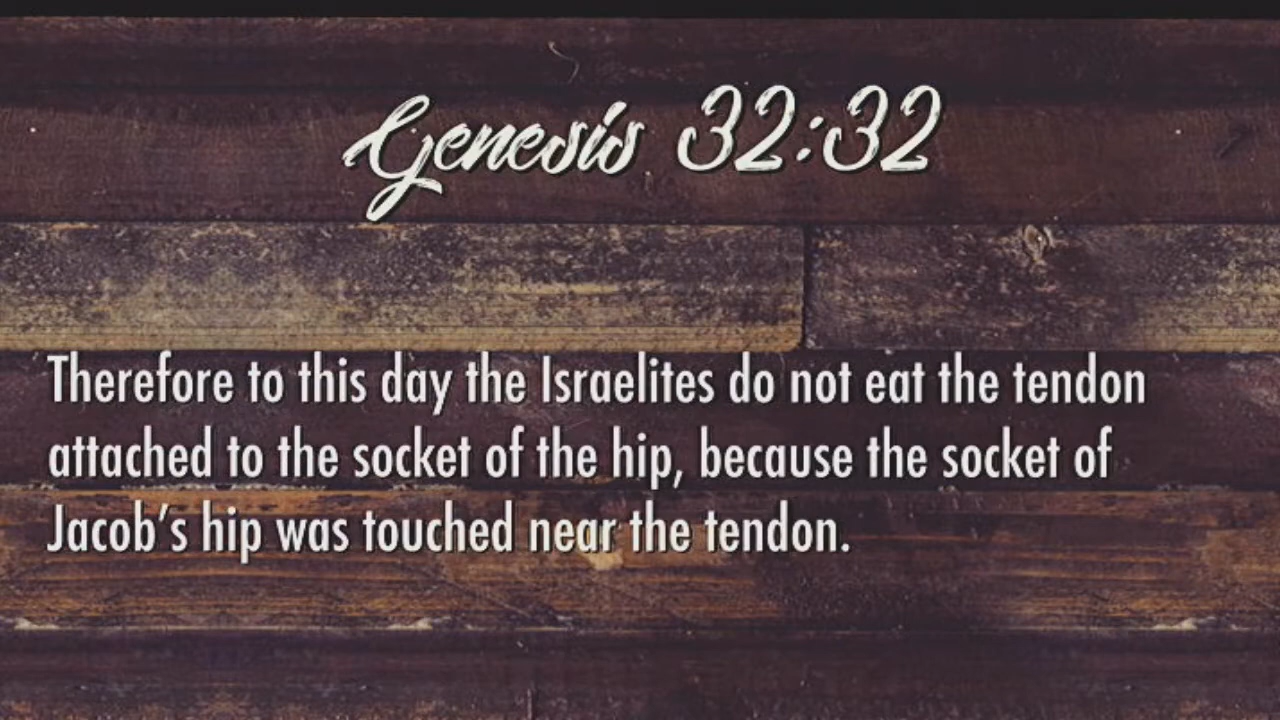 Genesis 32:32
Therefore to this day the Israelites do not eat the tendon
attached to the socket of the hip, because the socket of
Jacob’s hip was touched near the tendon.